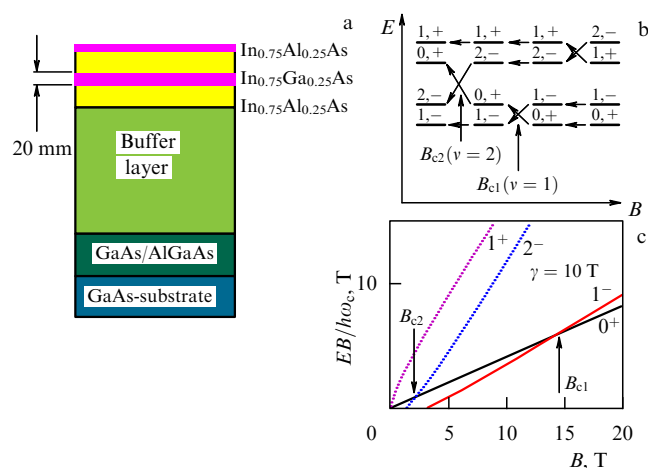 a
In0.75Al0.25As
In0.75Ga0.25As
In0.75Al0.25As
20 mm
Buffer
layer
GaAs/AlGaAs
GaAs-substrate
b
E
1,+ 1,+ 1,+ 2,−
0,+ 2,− 2,− 1,+
2,− 0,+ 1,− 1,−
1,− 1,− 0,+ 0,+
Bc2(ν = 2)
Bc1(ν = 1)
B
c
EB/ħωc, T
10
1+
2−
γ = 10 T
1−
0+
Bc2
Bc1
0 5 10 15 20
B, T